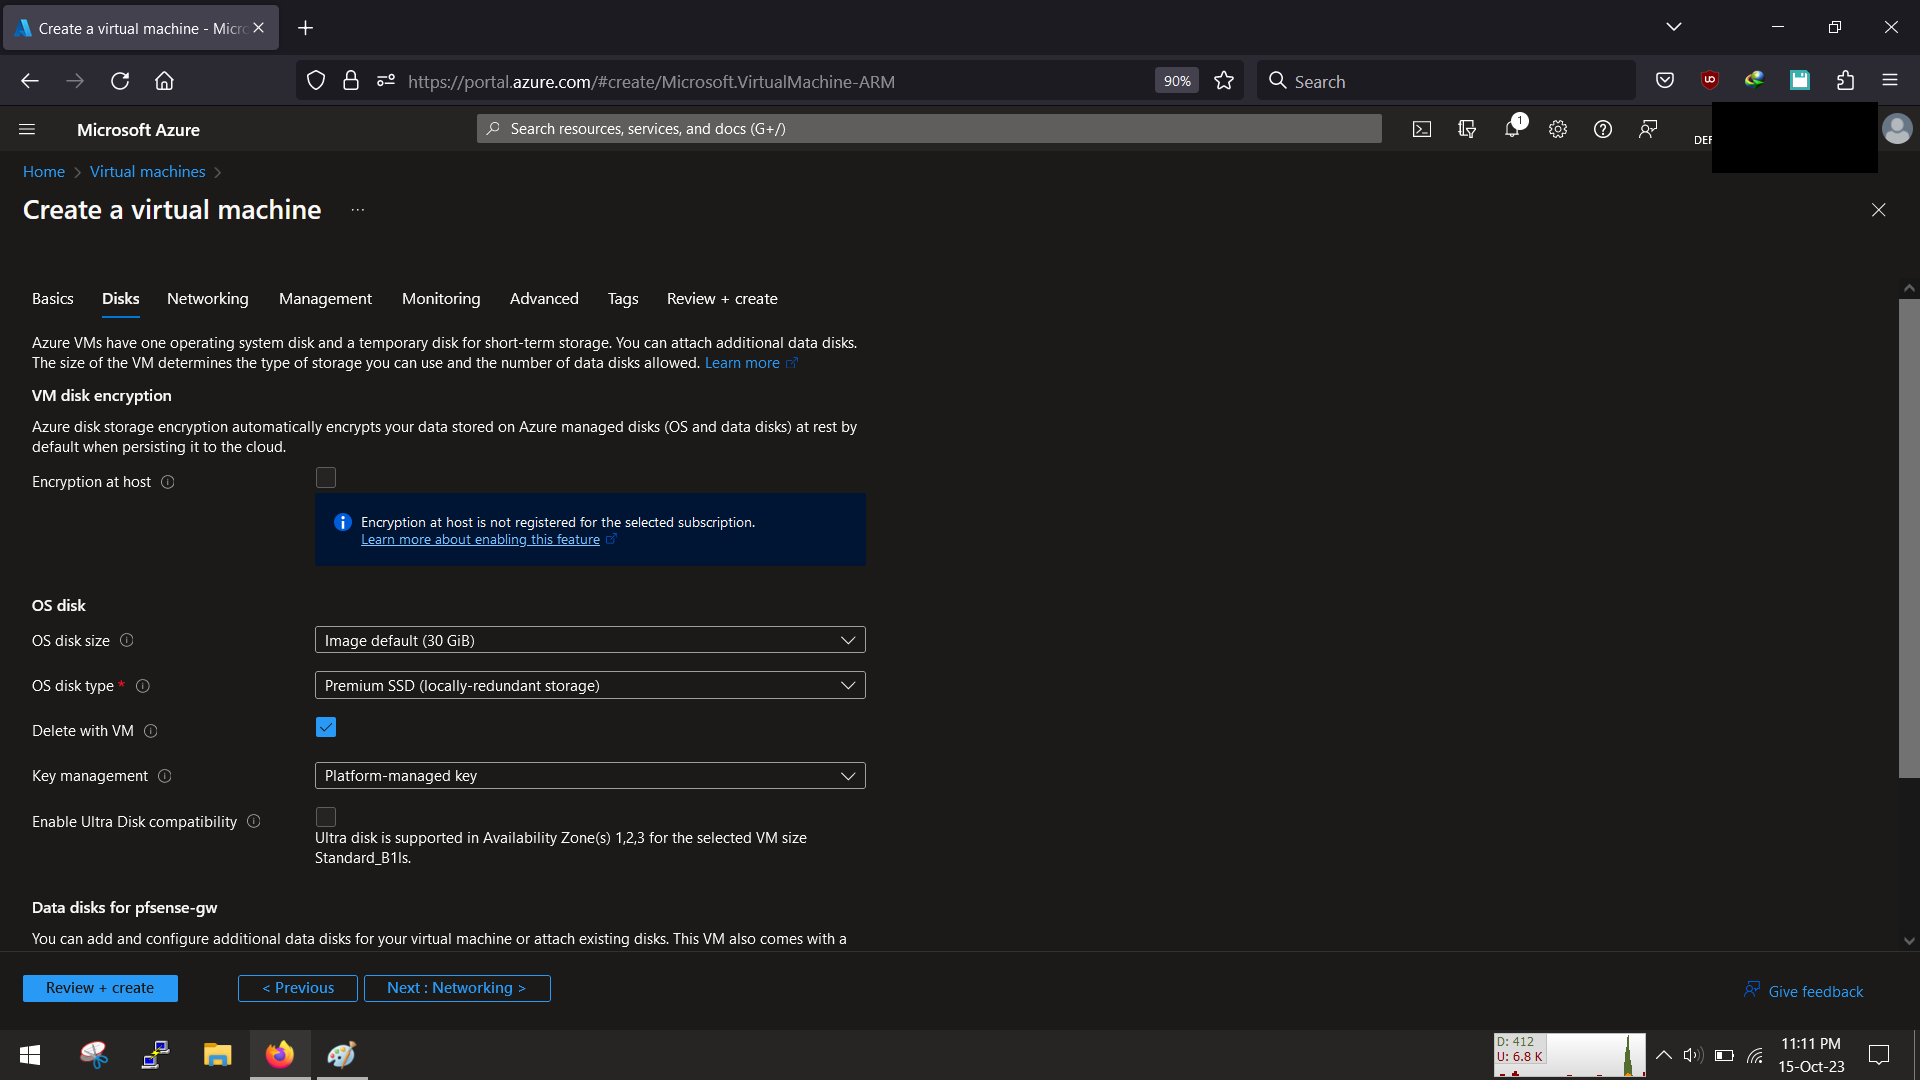 Create a virtual machine - Micro
https://portal.azure.com/#create/Microsoft.VirtualMachine-ARM
90%
Search
Microsoft Azure
Search resources, services, and docs (G+/)
1
Home
Virtual machines
Create a virtual machine
...
Basics
Disks
Networking
Management
Monitoring
Advanced
Tags
Review + create
Azure VMs have one operating system disk and a temporary disk for short-term storage. You can attach additional data disks.
The size of the VM determines the type of storage you can use and the number of data disks allowed. Learn more
VM disk encryption
Azure disk storage encryption automatically encrypts your data stored on Azure managed disks (OS and data disks) at rest by
default when persisting it to the cloud.
Encryption at host
Encryption at host is not registered for the selected subscription.
Learn more about enabling this feature
OS disk
OS disk size
Image default (30 GiB)
OS disk type *
Premium SSD (locally-redundant storage)
Delete with VM
Key management
Platform-managed key
Enable Ultra Disk compatibility
Ultra disk is supported in Availability Zone(s) 1,2,3 for the selected VM size
Standard_B1ls.
Data disks for pfsense-gw
You can add and configure additional data disks for your virtual machine or attach existing disks. This VM also comes with a
Review + create
< Previous
Next : Networking >
Give feedback
D: 412
U: 6.8 K
11:11 PM
15-Oct-23